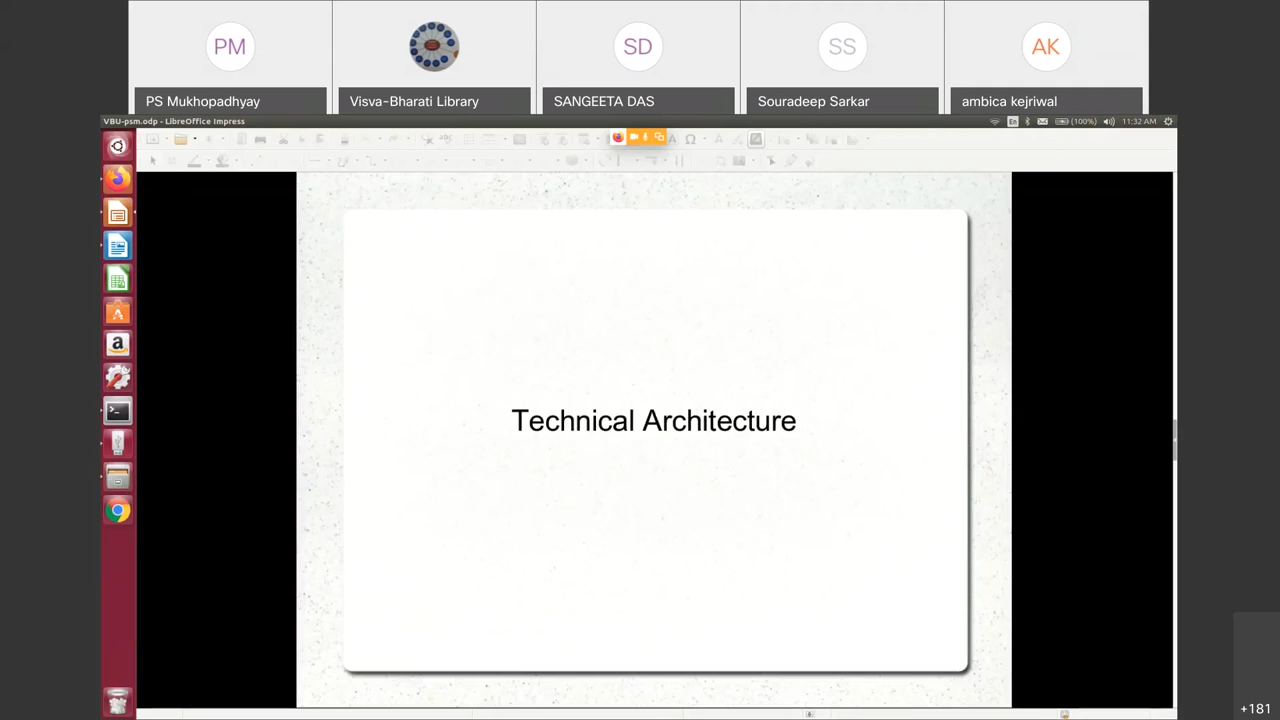 PM
SD
SS
AK
PS Mukhopadhyay
Visva-Bharati Library
SANGEETA DAS
Souradeep Sarkar
ambica kejriwal
VBU-psm.odp - LibreOffice Impress
En
(100%)
11:32 AM
Technical Architecture
+181